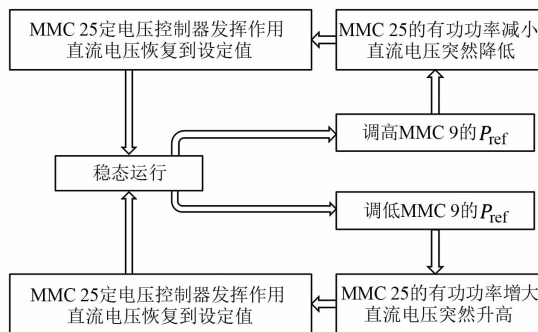 MMC 25定电压控制器发挥作用
直流电压恢复到设定值
MMC 25的有功功率减小
直流电压突然降低
调高MMC 9的Pref
稳态运行
调低MMC 9的Pref
MMC 25定电压控制器发挥作用
直流电压恢复到设定值
MMC 25的有功功率增大
直流电压突然升高